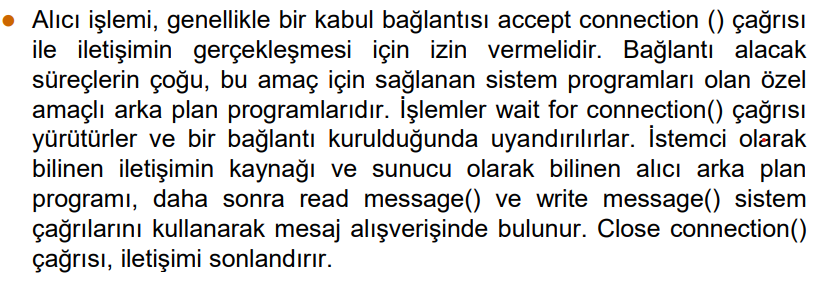 ● Alıcı işlemi, genellikle bir kabul bağlantısı accept connection () çağrısı
ile iletişimin gerçekleşmesi için izin vermelidir. Bağlantı alacak
süreçlerin çoğu, bu amaç için sağlanan sistem programları olan özel
amaçlı arka plan programlarıdır. İşlemler wait for connection() çağrısı
yürütürler ve bir bağlantı kurulduğunda uyandırılırlar. İstemci olarak
bilinen iletişimin kaynağı ve sunucu olarak bilinen alıcı arka plan
programı, daha sonra read message() ve write message() sistem
çağrılarını kullanarak mesaj alışverişinde bulunur. Close connection()
çağrısı, iletişimi sonlandırır.